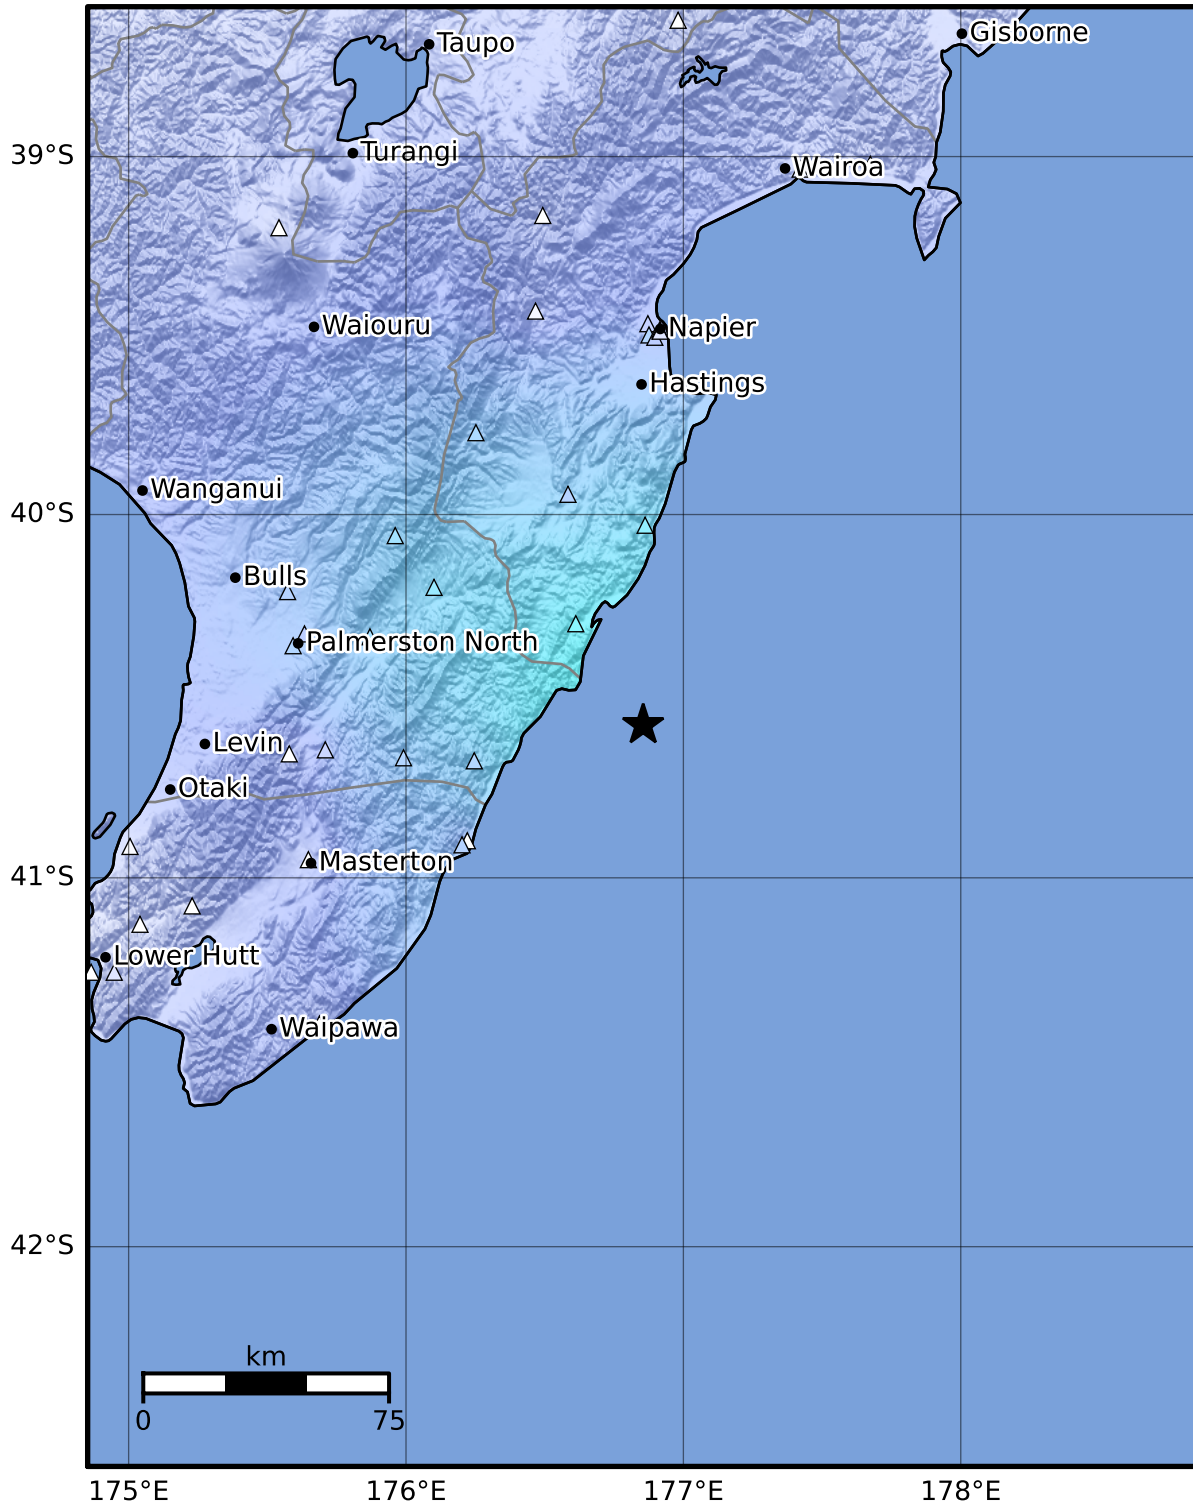 Gisborne
Taupo
Turangi
39°S
Wairoa
Waiouru
Napier
Hastings
Wanganui
40°S
Bulls
Palmerston North
Levin
Otaki
Masterton
41°S
Lower Hutt
Waipawa
42°S
km
0
75
175°E
176°E
177°E
178°E